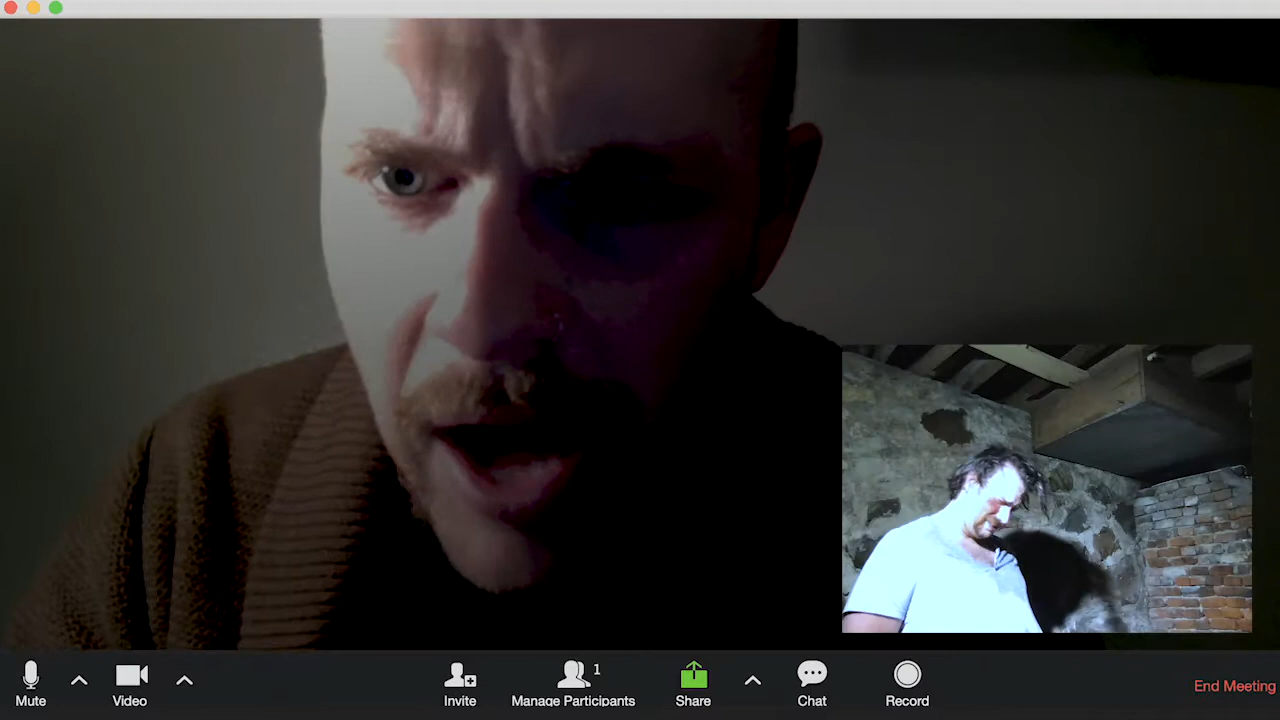 Mute
Video
Invite
Manage Participants
1
Share
Chat
Record
End Meeting